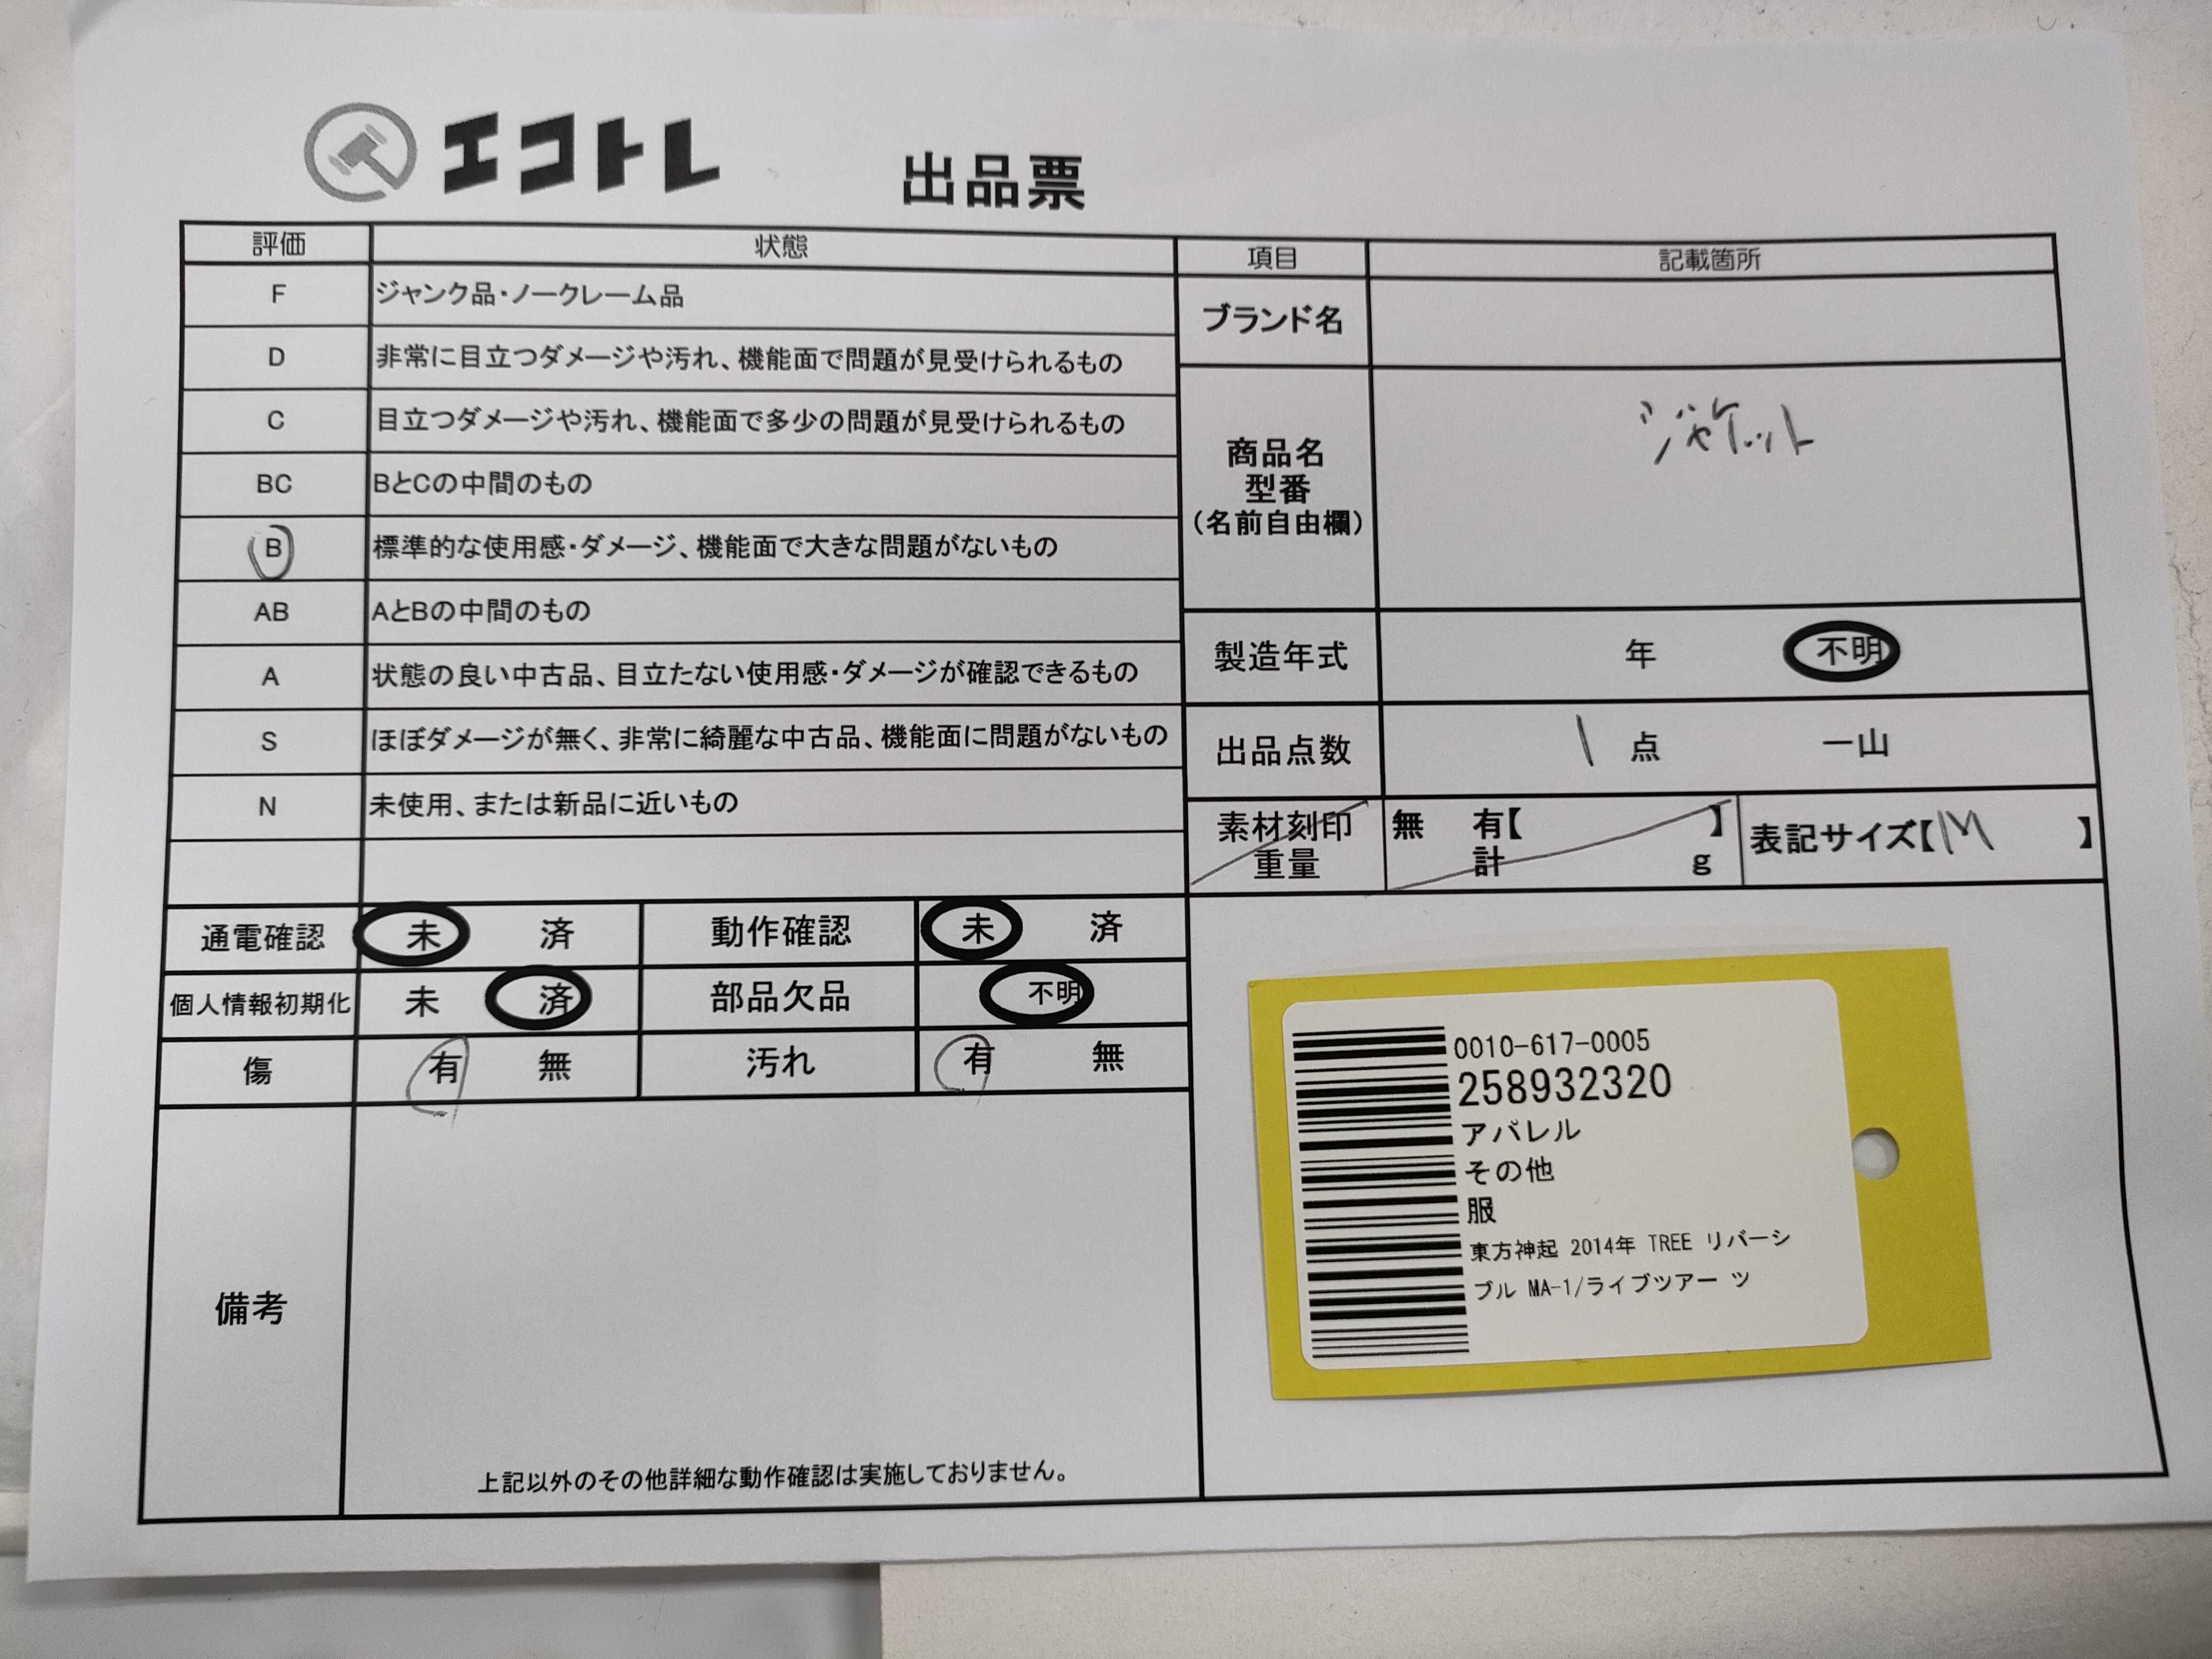 エコトレ
出品票
評価 状態
F ジャンク品・ノークレーム品
D 非常に目立つダメージや汚れ、機能面で問題が見受けられるもの
C 目立つダメージや汚れ、機能面で多少の問題が見受けられるもの
BC BとCの中間のもの
B 標準的な使用感・ダメージ、機能面で大きな問題がないもの
AB AとBの中間のもの
A 状態の良い中古品、目立たない使用感・ダメージが確認できるもの
S ほぼダメージが無く、非常に綺麗な中古品、機能面に問題がないもの
N 未使用、または新品に近いもの
項目 記載箇所
ブランド名
商品名
型番
(名前自由欄)
ジャケット
製造年式 年 不明
出品点数 1 点 一山
素材刻印
重量
無 有【 】
計 g
表記サイズ【M 】
通電確認 未 済 動作確認 未 済
個人情報初期化 未 済 部品欠品 不明
傷 有 無 汚れ 有 無
備考
上記以外のその他詳細な動作確認は実施しておりません。
0010-617-0005
258932320
アパレル
その他
服
東方神起 2014年 TREE リバーシ
ブル MA-1/ライブツアー ツ